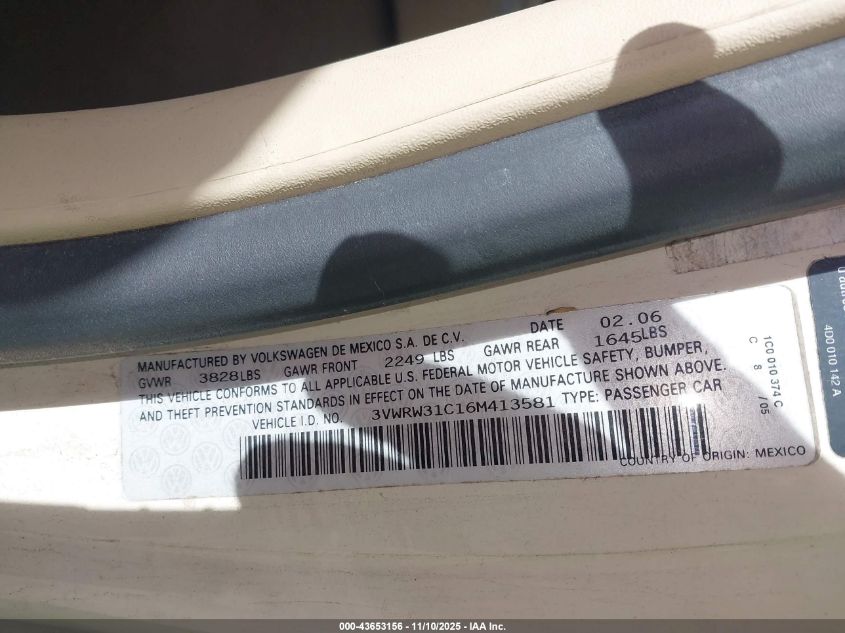 MANUFACTURED BY VOLKSWAGEN DE MEXICO S.A. DE C.V. DATE 02.06
GVWR 3828LBS GAWR FRONT 2249 LBS GAWR REAR 1645LBS
THIS VEHICLE CONFORMS TO ALL APPLICABLE U.S. FEDERAL MOTOR VEHICLE SAFETY, BUMPER,
AND THEFT PREVENTION STANDARDS IN EFFECT ON THE DATE OF MANUFACTURE SHOWN ABOVE.
VEHICLE I.D. NO. 3VWRW31C16M413581 TYPE: PASSENGER CAR
COUNTRY OF ORIGIN: MEXICO
1C0 010 374 C
C 8 /05
4D0 010 142 A
000-43653156 - 11/10/2025 - IAA Inc.